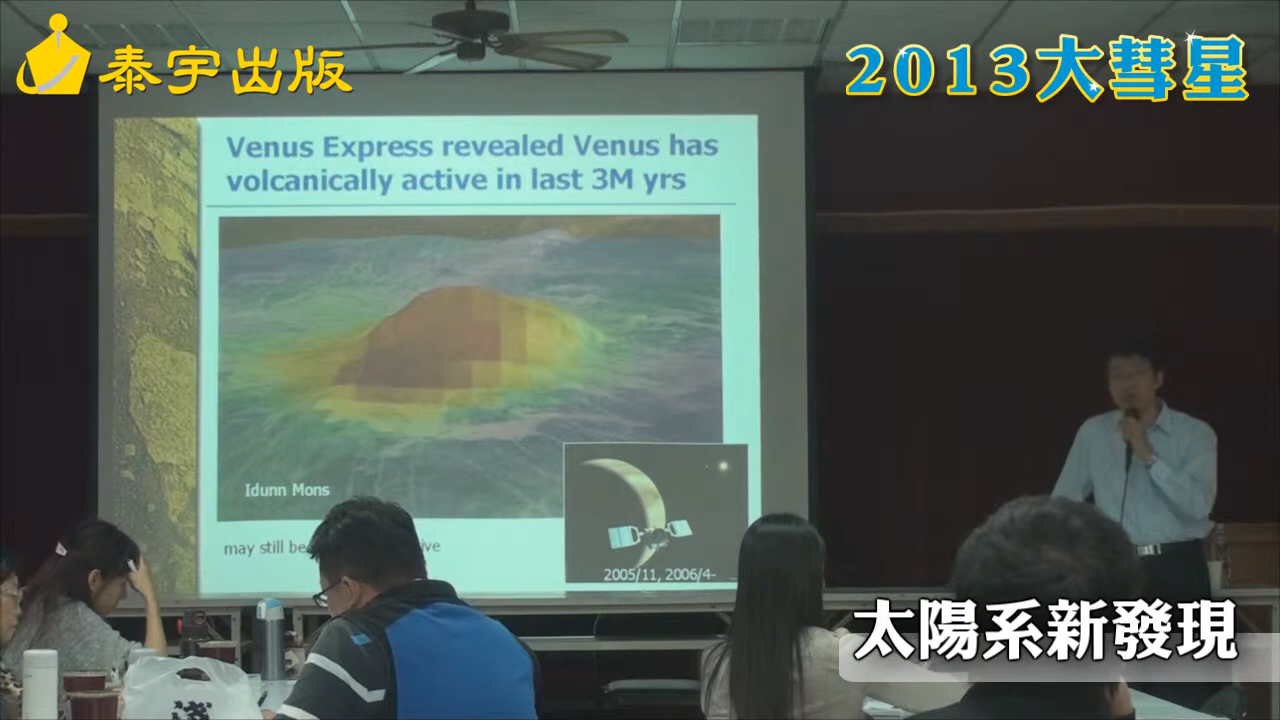 泰宇出版
2013大彗星
Venus Express revealed Venus has
volcanically active in last 3M yrs
Idunn Mons
may still be
2005/11, 2006/4-
太陽系新發現